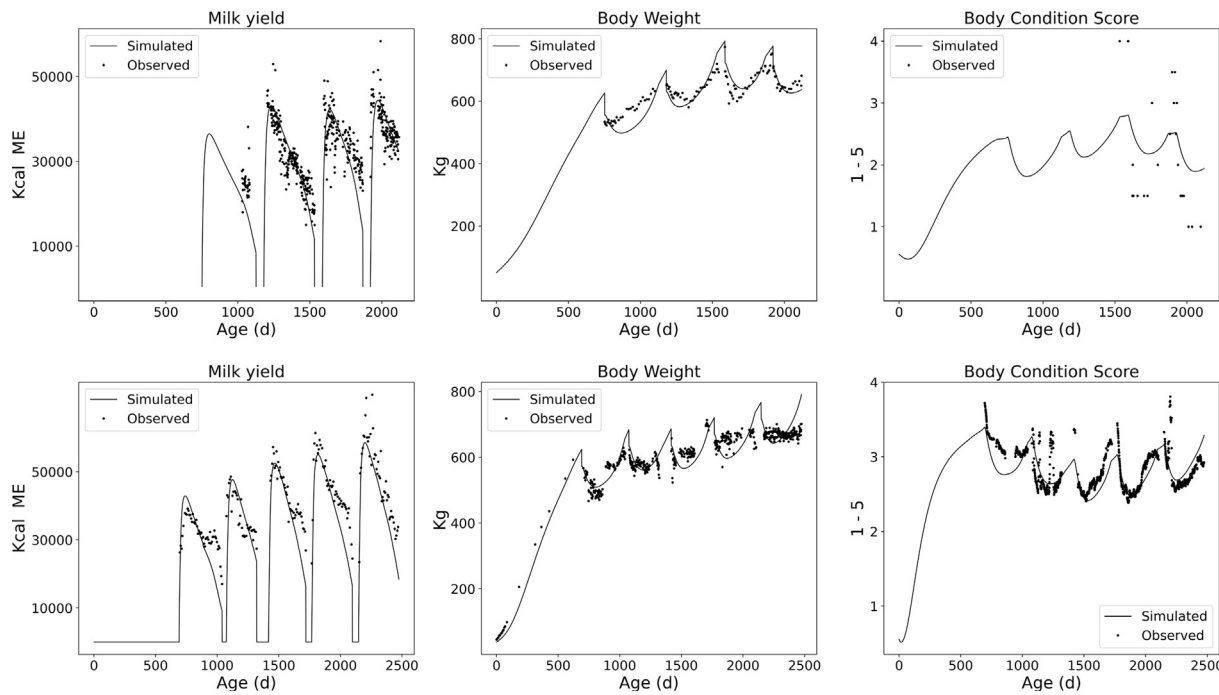 Milk yield
Simulated
Observed
50000
30000
10000
Kcal ME
0 500 1000 1500 2000
Age (d)
Body Weight
Simulated
Observed
800
600
400
200
Kg
0 500 1000 1500 2000
Age (d)
Body Condition Score
Simulated
Observed
4
3
2
1
1 - 5
0 500 1000 1500 2000
Age (d)
Milk yield
Simulated
Observed
50000
30000
10000
Kcal ME
0 500 1000 1500 2000 2500
Age (d)
Body Weight
Simulated
Observed
800
600
400
200
Kg
0 500 1000 1500 2000 2500
Age (d)
Body Condition Score
4
3
2
1
1 - 5
Simulated
Observed
0 500 1000 1500 2000 2500
Age (d)